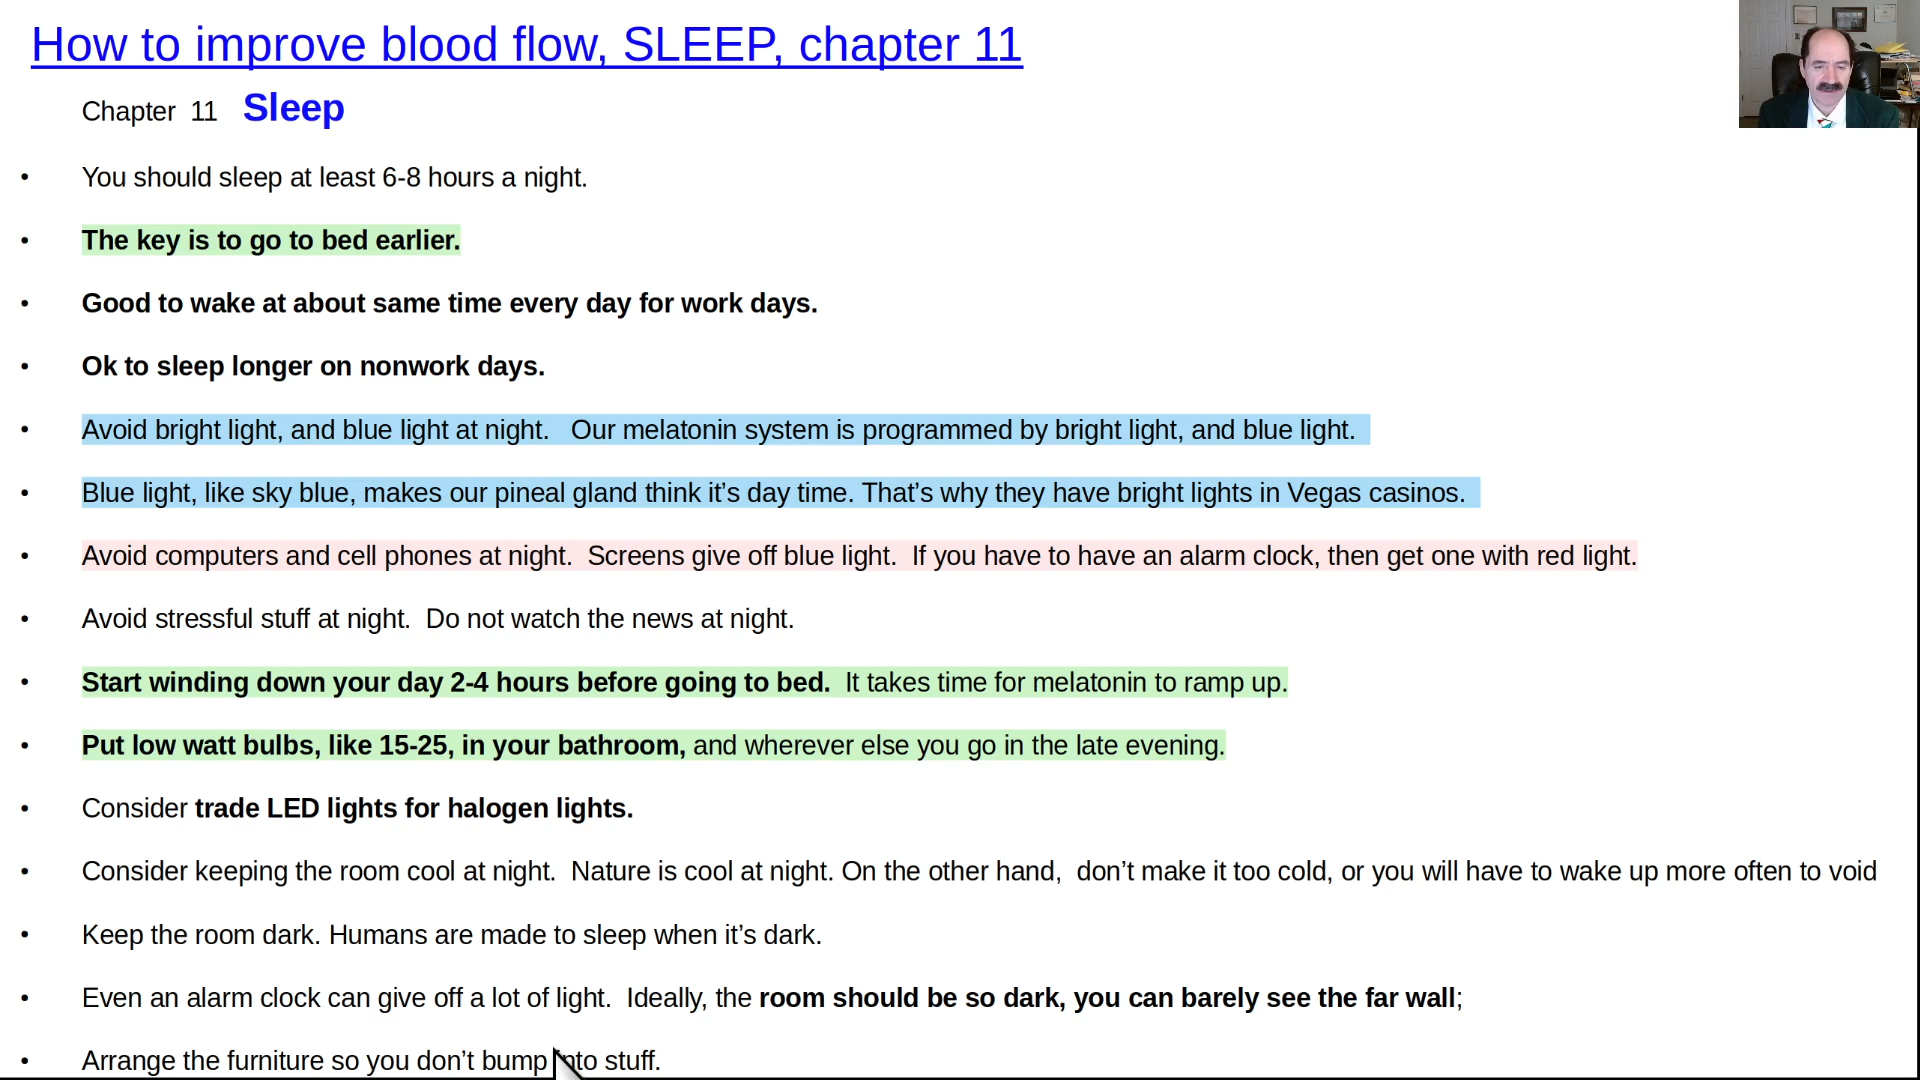 How to improve blood flow, SLEEP, chapter 11
Chapter 11 Sleep
• You should sleep at least 6-8 hours a night.
• The key is to go to bed earlier.
• Good to wake at about same time every day for work days.
• Ok to sleep longer on nonwork days.
• Avoid bright light, and blue light at night. Our melatonin system is programmed by bright light, and blue light.
• Blue light, like sky blue, makes our pineal gland think it’s day time. That’s why they have bright lights in Vegas casinos.
• Avoid computers and cell phones at night. Screens give off blue light. If you have to have an alarm clock, then get one with red light.
• Avoid stressful stuff at night. Do not watch the news at night.
• Start winding down your day 2-4 hours before going to bed. It takes time for melatonin to ramp up.
• Put low watt bulbs, like 15-25, in your bathroom, and wherever else you go in the late evening.
• Consider trade LED lights for halogen lights.
• Consider keeping the room cool at night. Nature is cool at night. On the other hand, don’t make it too cold, or you will have to wake up more often to void
• Keep the room dark. Humans are made to sleep when it’s dark.
• Even an alarm clock can give off a lot of light. Ideally, the room should be so dark, you can barely see the far wall;
• Arrange the furniture so you don’t bump into stuff.